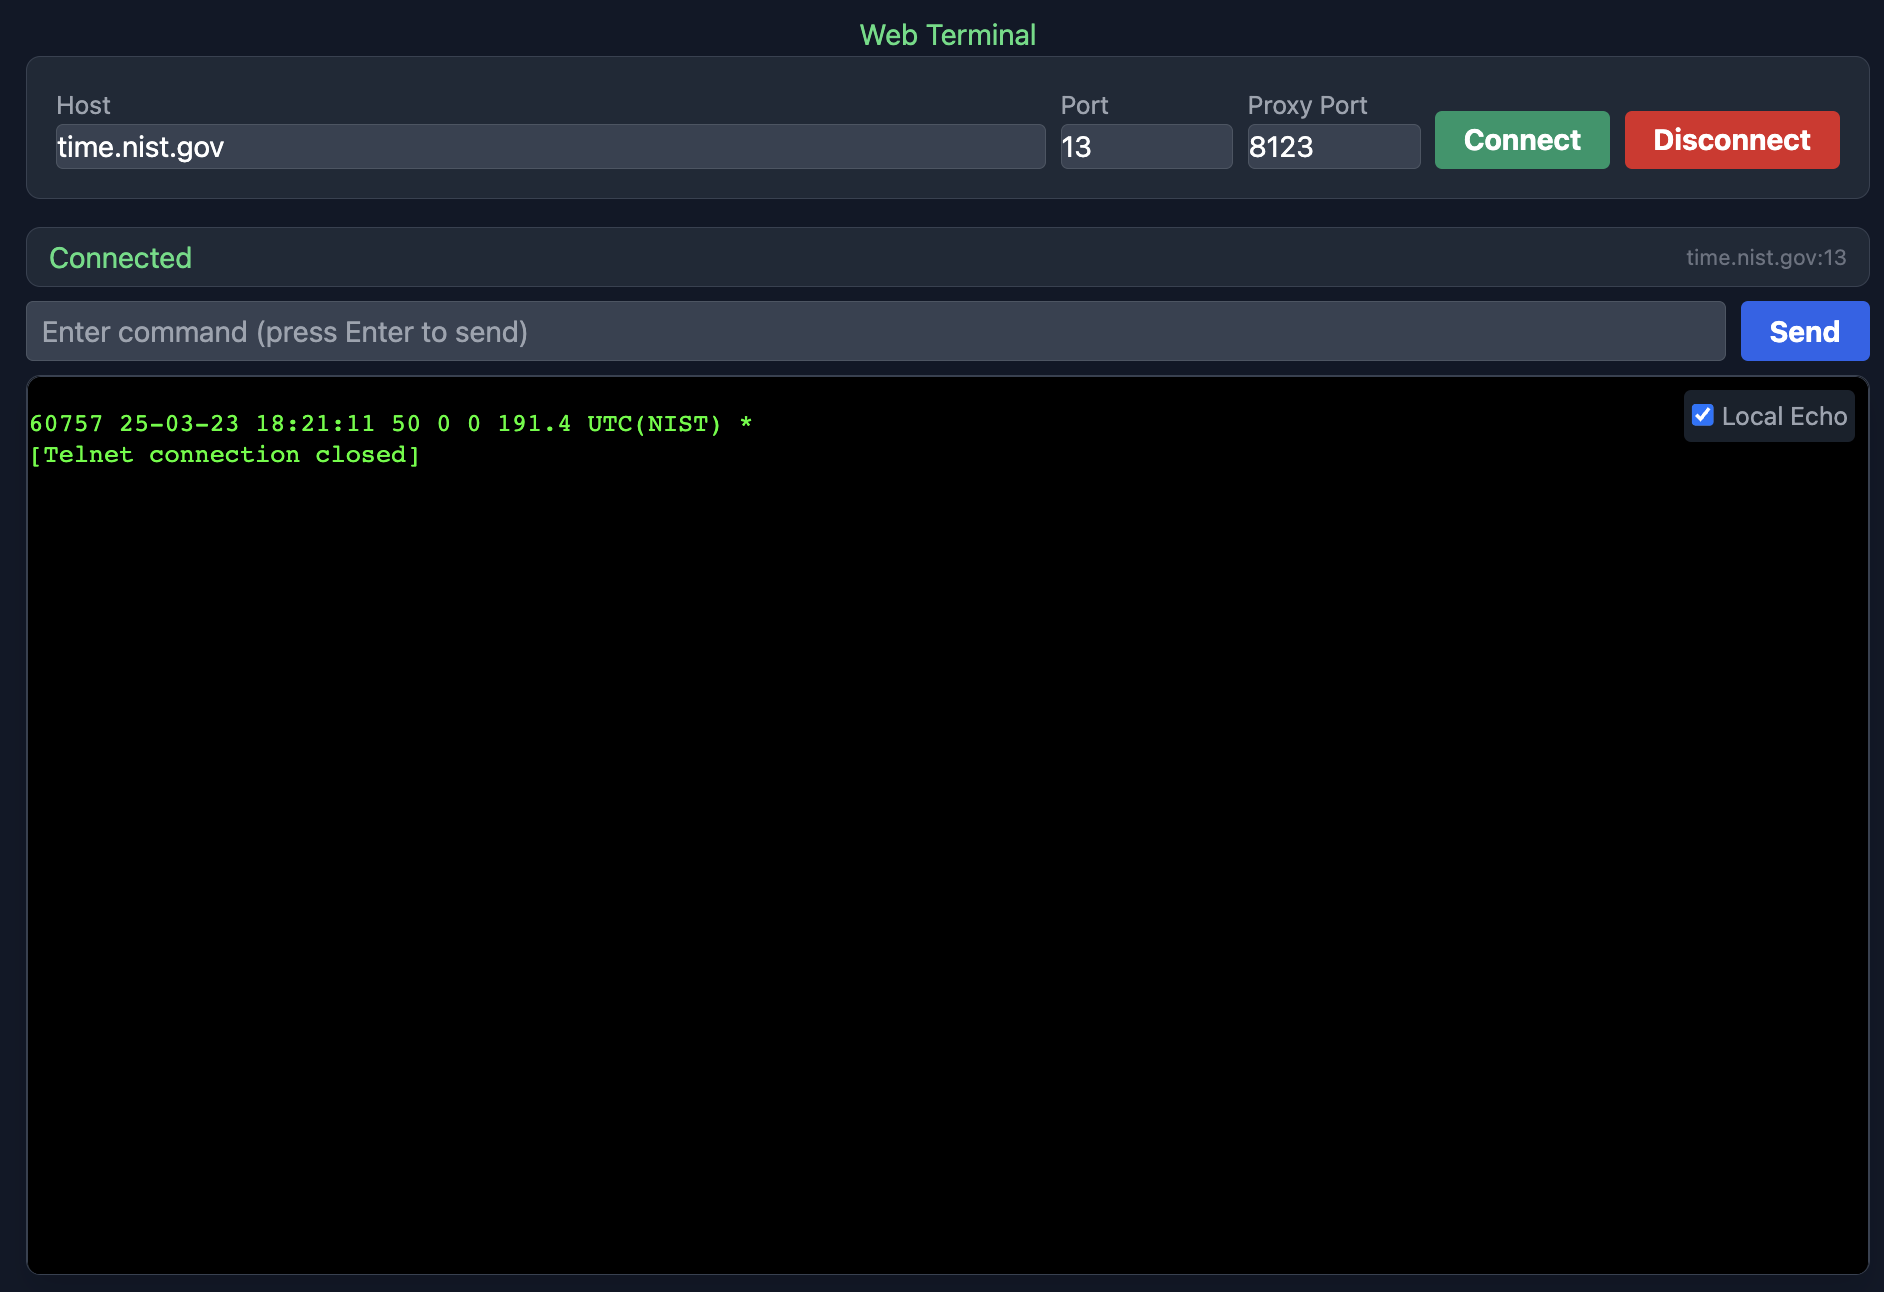 Web Terminal
Host
Port
Proxy Port
time.nist.gov
13
8123
Connect
Disconnect
Connected
time.nist.gov:13
Enter command (press Enter to send)
Send
60757 25-03-23 18:21:11 50 0 0 191.4 UTC(NIST) *
[Telnet connection closed]
Local Echo